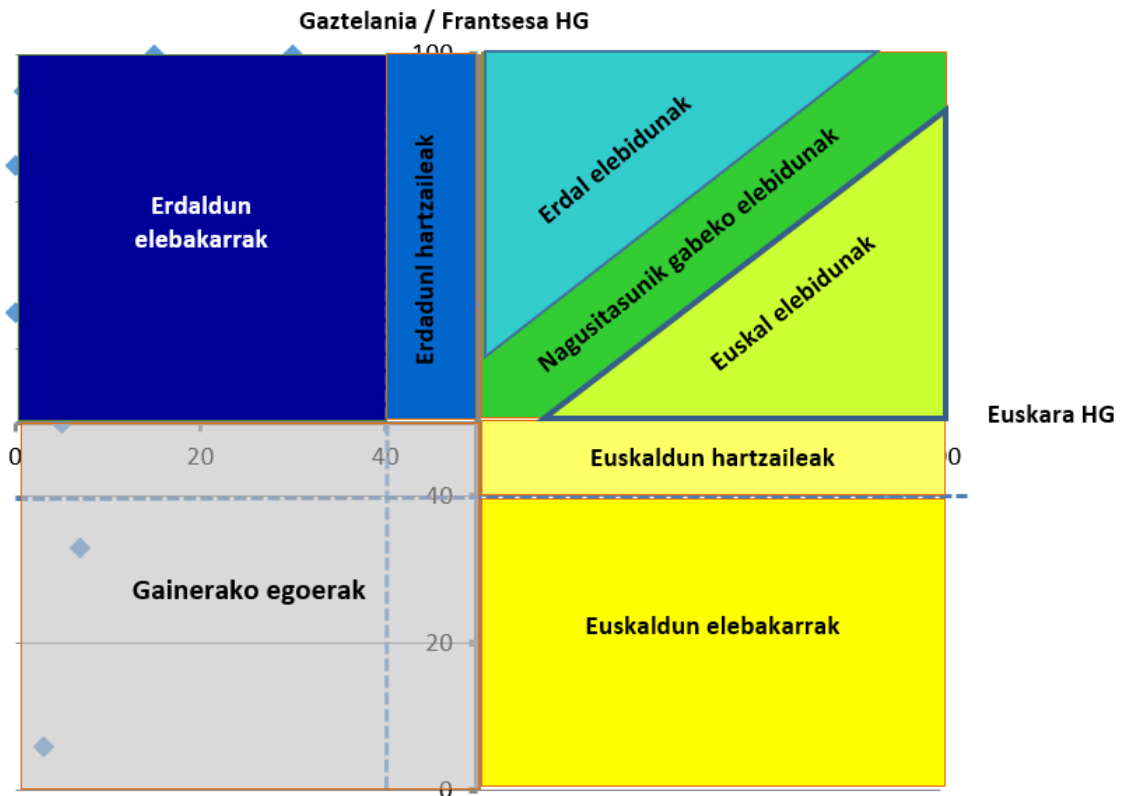 Gaztelania / Frantsesa HG
100
Erdaldun
elebakarrak
Erdadunl hartzaileak
Erdal elebidunak
Nagusitasunik gabeko elebidunak
Euskal elebidunak
Euskara HG
0
20
40
Euskaldun hartzaileak
40
Gainerako egoerak
Euskaldun elebakarrak
20
0